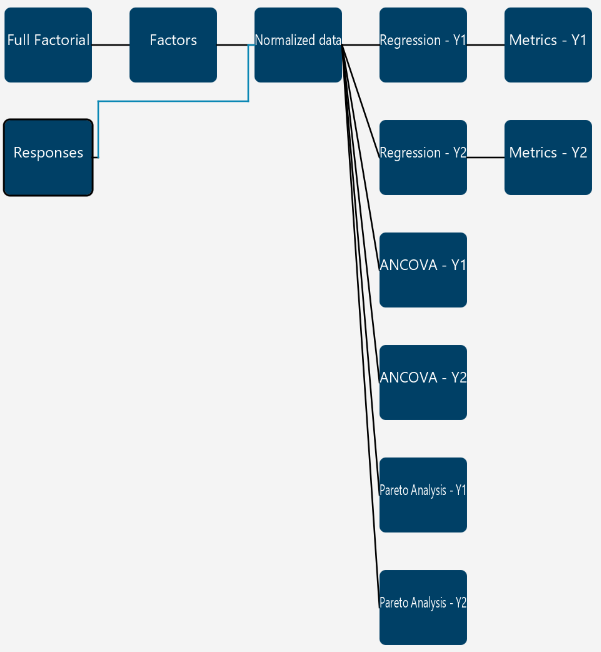 Full Factorial
Factors
Normalized data
Regression - Y1
Metrics - Y1
Responses
Regression - Y2
Metrics - Y2
ANCOVA - Y1
ANCOVA - Y2
Pareto Analysis - Y1
Pareto Analysis - Y2